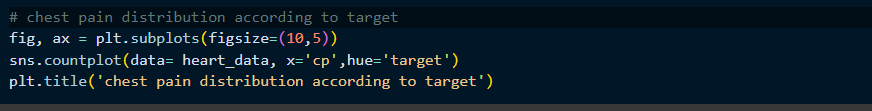 # chest pain distribution according to target
fig, ax = plt.subplots(figsize=(10,5))
sns.countplot(data= heart_data, x='cp',hue='target')
plt.title('chest pain distribution according to target')